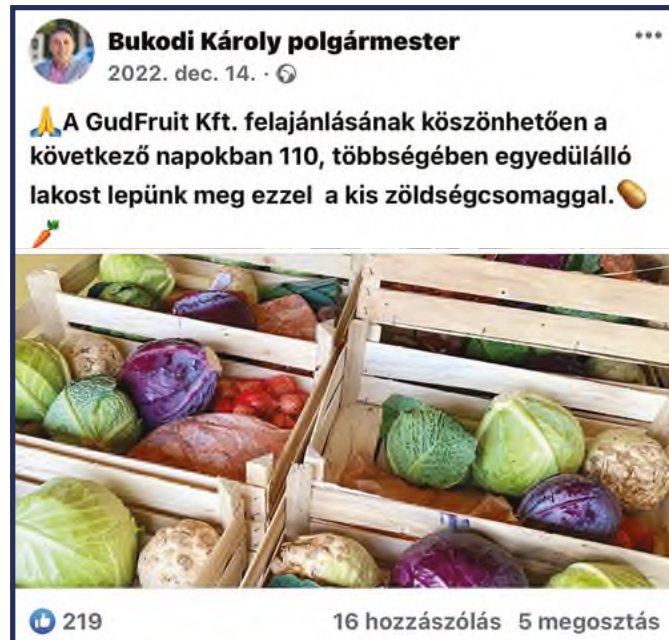 Bukodi Károly polgármester
2022. dec. 14. ·
🙏A GudFruit Kft. felajánlásának köszönhetően a
következő napokban 110, többségében egyedülálló
lakost lepünk meg ezzel a kis zöldségcsomaggal.🥔
🥕
219
16 hozzászólás 5 megosztás